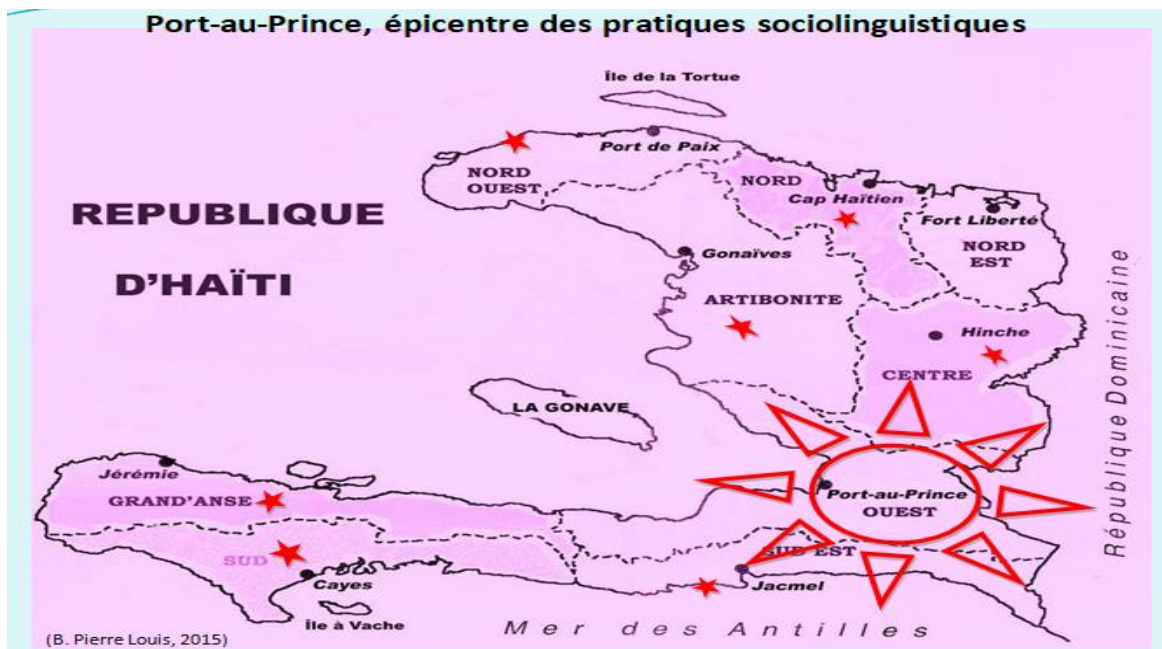 Port-au-Prince, épicentre des pratiques sociolinguistiques
Île de la Tortue
Port de Paix
NORD
OUEST
NORD
Cap Haïtien
Fort Liberté
NORD
EST
REPUBLIQUE
D'HAÏTI
Gonaïves
ARTIBONITE
Hinche
CENTRE
République Dominicaine
LA GONAVE
Jérémie
GRAND'ANSE
Port-au-Prince
OUEST
SUD
SUD EST
Cayes
Jacmel
Île à Vache
Mer des Antilles
(B. Pierre Louis, 2015)